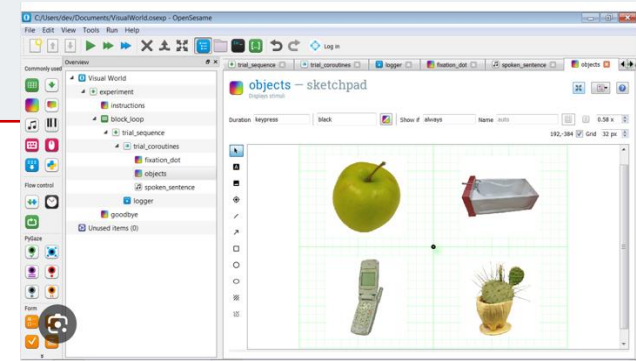 C:/Users/dev/Documents/VisualWorld.osexp - OpenSesame
File Edit View Tools Run Help
Log in
Commonly used
Overview
Visual World
experiment
instructions
block_loop
trial_sequence
trial_coroutines
fixation_dot
objects
spoken_sentence
logger
goodbye
Unused items (0)
Flow control
PyGaze
Form
trial_sequence
trial_coroutines
logger
fixation_dot
spoken_sentence
objects
objects – sketchpad
Displays stimuli
Duration keypress black Show if always Name auto 0.58 x
192,-384 Grid 32 px